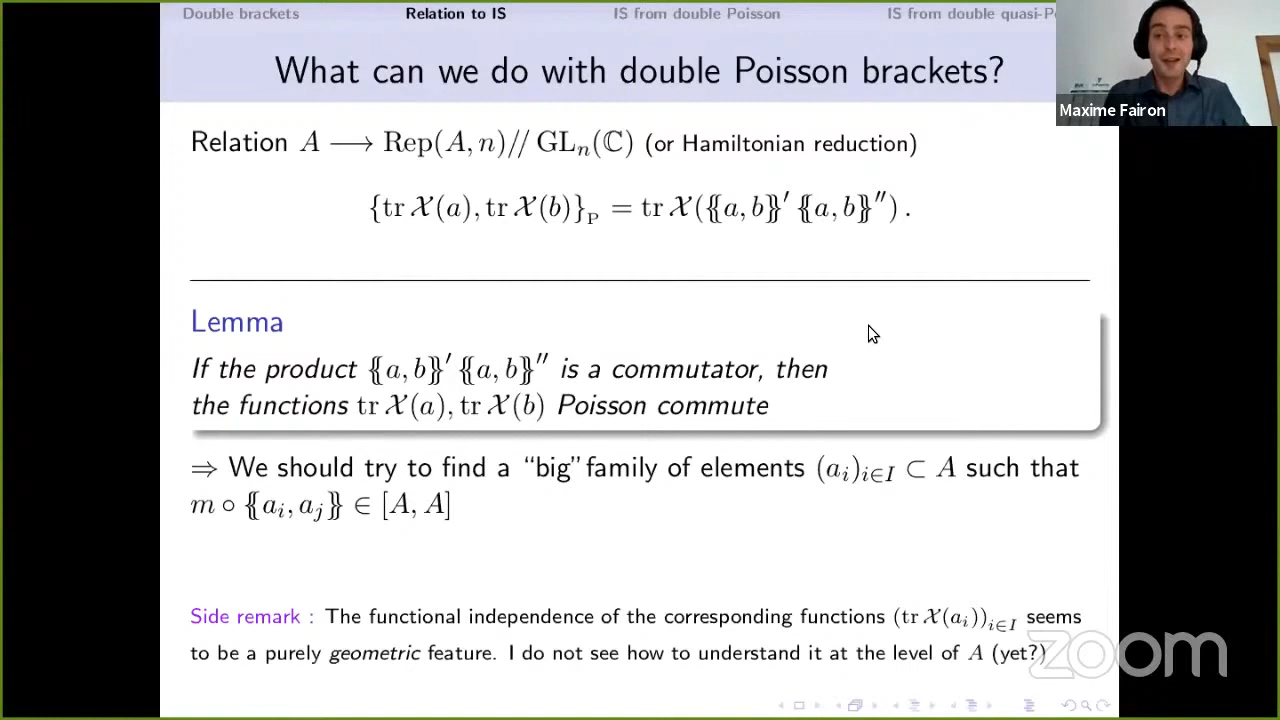 Double brackets Relation to IS IS from double Poisson IS from double quasi-P
What can we do with double Poisson brackets?
Maxime Fairon
Relation A ⟶ Rep(A, n)// GLₙ(ℂ) (or Hamiltonian reduction)
{tr 𝒳(a), tr 𝒳(b)}_P = tr 𝒳({{a, b}}′ {{a, b}}″) .
Lemma
If the product {{a, b}}′ {{a, b}}″ is a commutator, then
the functions tr 𝒳(a), tr 𝒳(b) Poisson commute
⇒ We should try to find a “big” family of elements (aᵢ)_{i∈I} ⊂ A such that
m ∘ {{aᵢ, aⱼ}} ∈ [A, A]
Side remark : The functional independence of the corresponding functions (tr 𝒳(aᵢ))_{i∈I} seems
to be a purely geometric feature. I do not see how to understand it at the level of A (yet?)
zoom